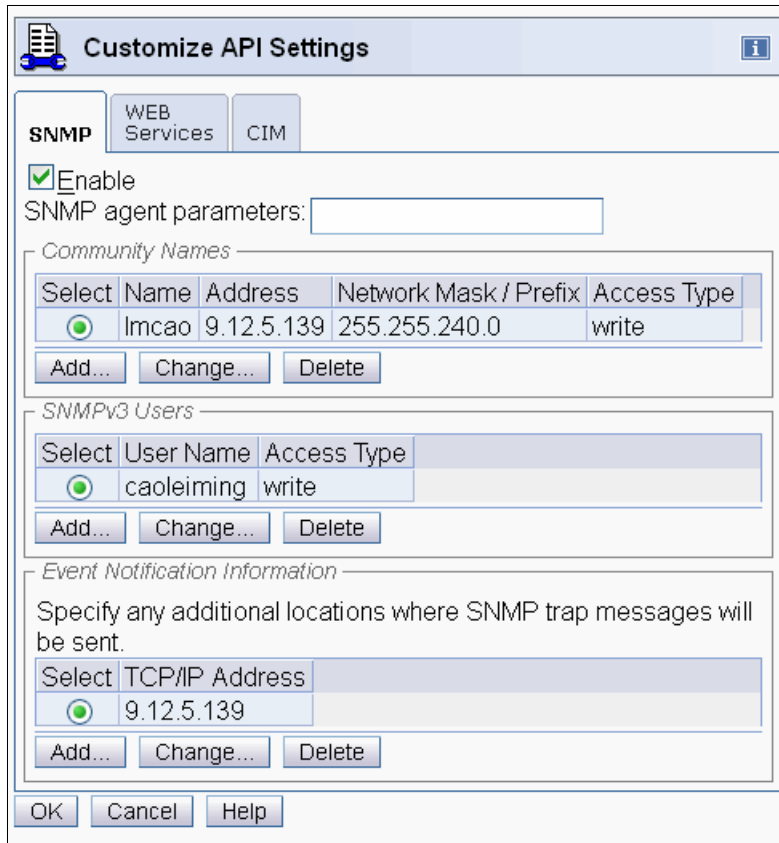 Customize API Settings
i
SNMP
WEB Services
CIM
Enable
SNMP agent parameters:
Community Names
Select Name Address Network Mask / Prefix Access Type
lmcao 9.12.5.139 255.255.240.0 write
Add... Change... Delete
SNMPv3 Users
Select User Name Access Type
caoleiming write
Add... Change... Delete
Event Notification Information
Specify any additional locations where SNMP trap messages will
be sent.
Select TCP/IP Address
9.12.5.139
Add... Change... Delete
OK Cancel Help